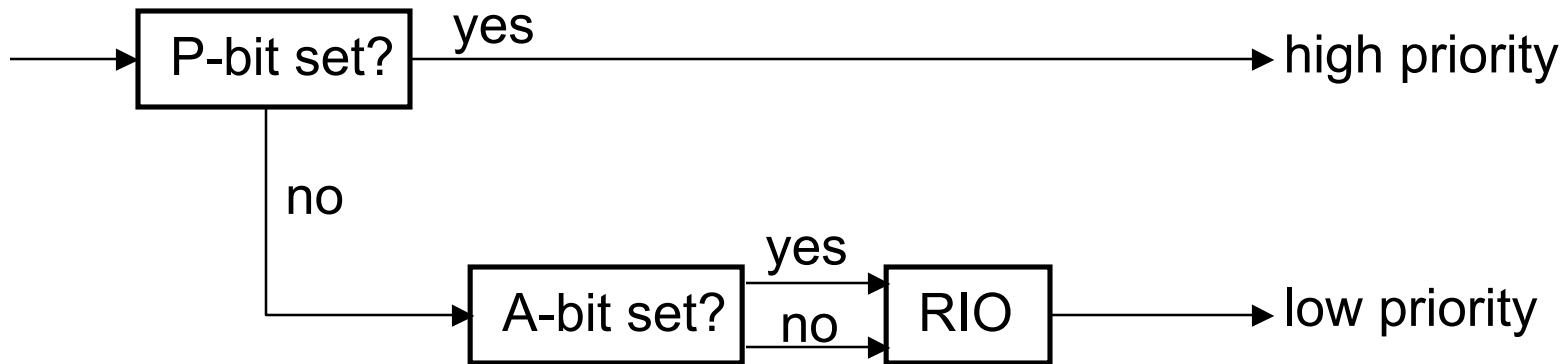 P-bit set?
yes
high priority
no
A-bit set?
yes
no
RIO
low priority